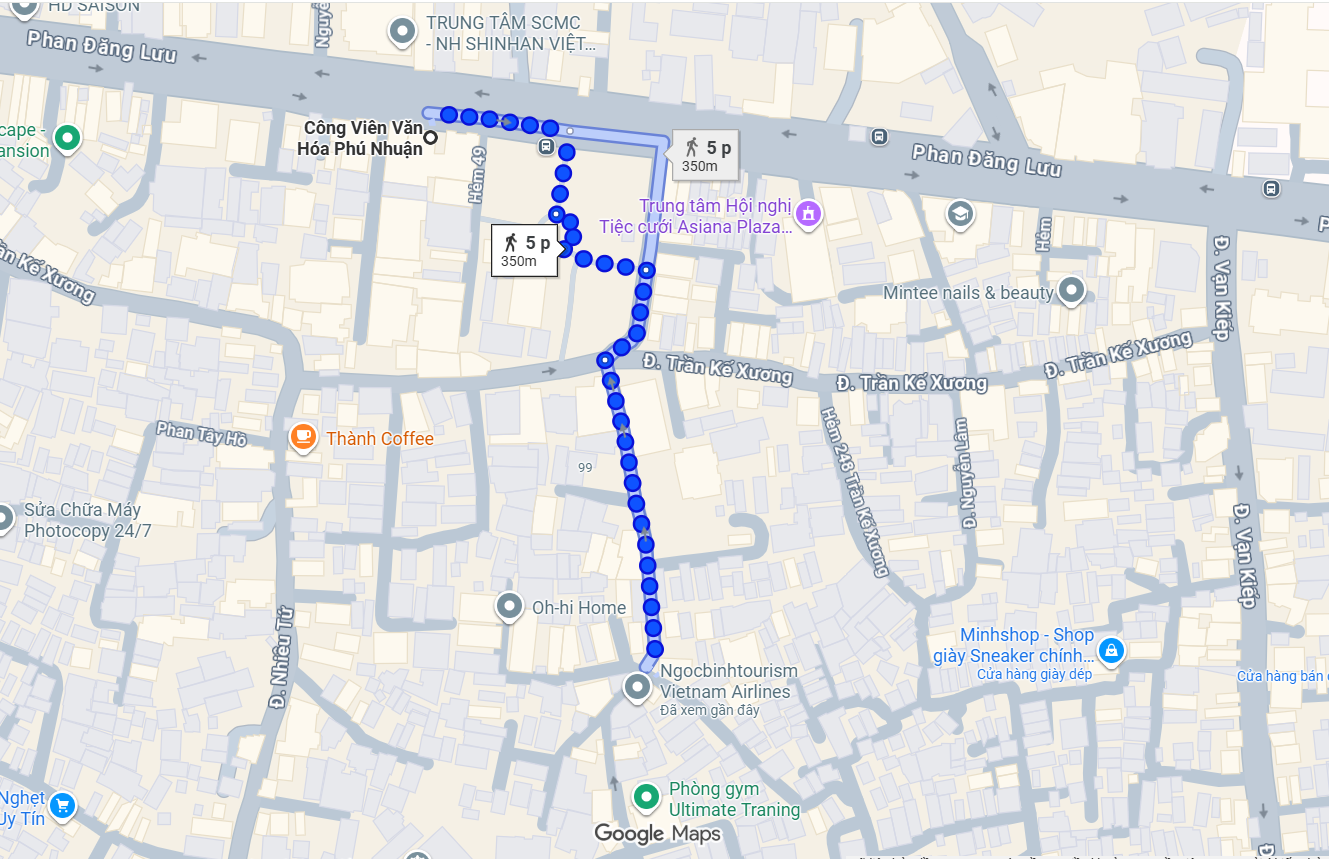 HD SAISON
TRUNG TÂM SCMC
- NH SHINHAN VIỆT...
Phan Đăng Lưu
cape -
ansion
Công Viên Văn
Hóa Phú Nhuận
Hẻm 49
5 p
350m
Phan Đăng Lưu
Trung tâm Hội nghị
Tiệc cưới Asiana Plaza...
5 p
350m
Hẻm
Đ. Vạn Kiếp
ần Kế Xương
Mintee nails & beauty
Đ. Trần Kế Xương
Đ. Trần Kế Xương
Đ. Trần Kế Xương
Phan Tây Hồ
Thành Coffee
99
Hẻm 248 Trần Kế Xương
Đ. Nguyễn Lâm
Sửa Chữa Máy
Photocopy 24/7
Đ. Vạn Kiếp
Oh-hi Home
Đ. Nhiêu Tứ
Minhshop - Shop
giày Sneaker chính...
Cửa hàng giày dép
Ngocbinhtourism
Vietnam Airlines
Đã xem gần đây
Cửa hàng bán
Nghẹt
Uy Tín
Phòng gym
Ultimate Traning
Google Maps